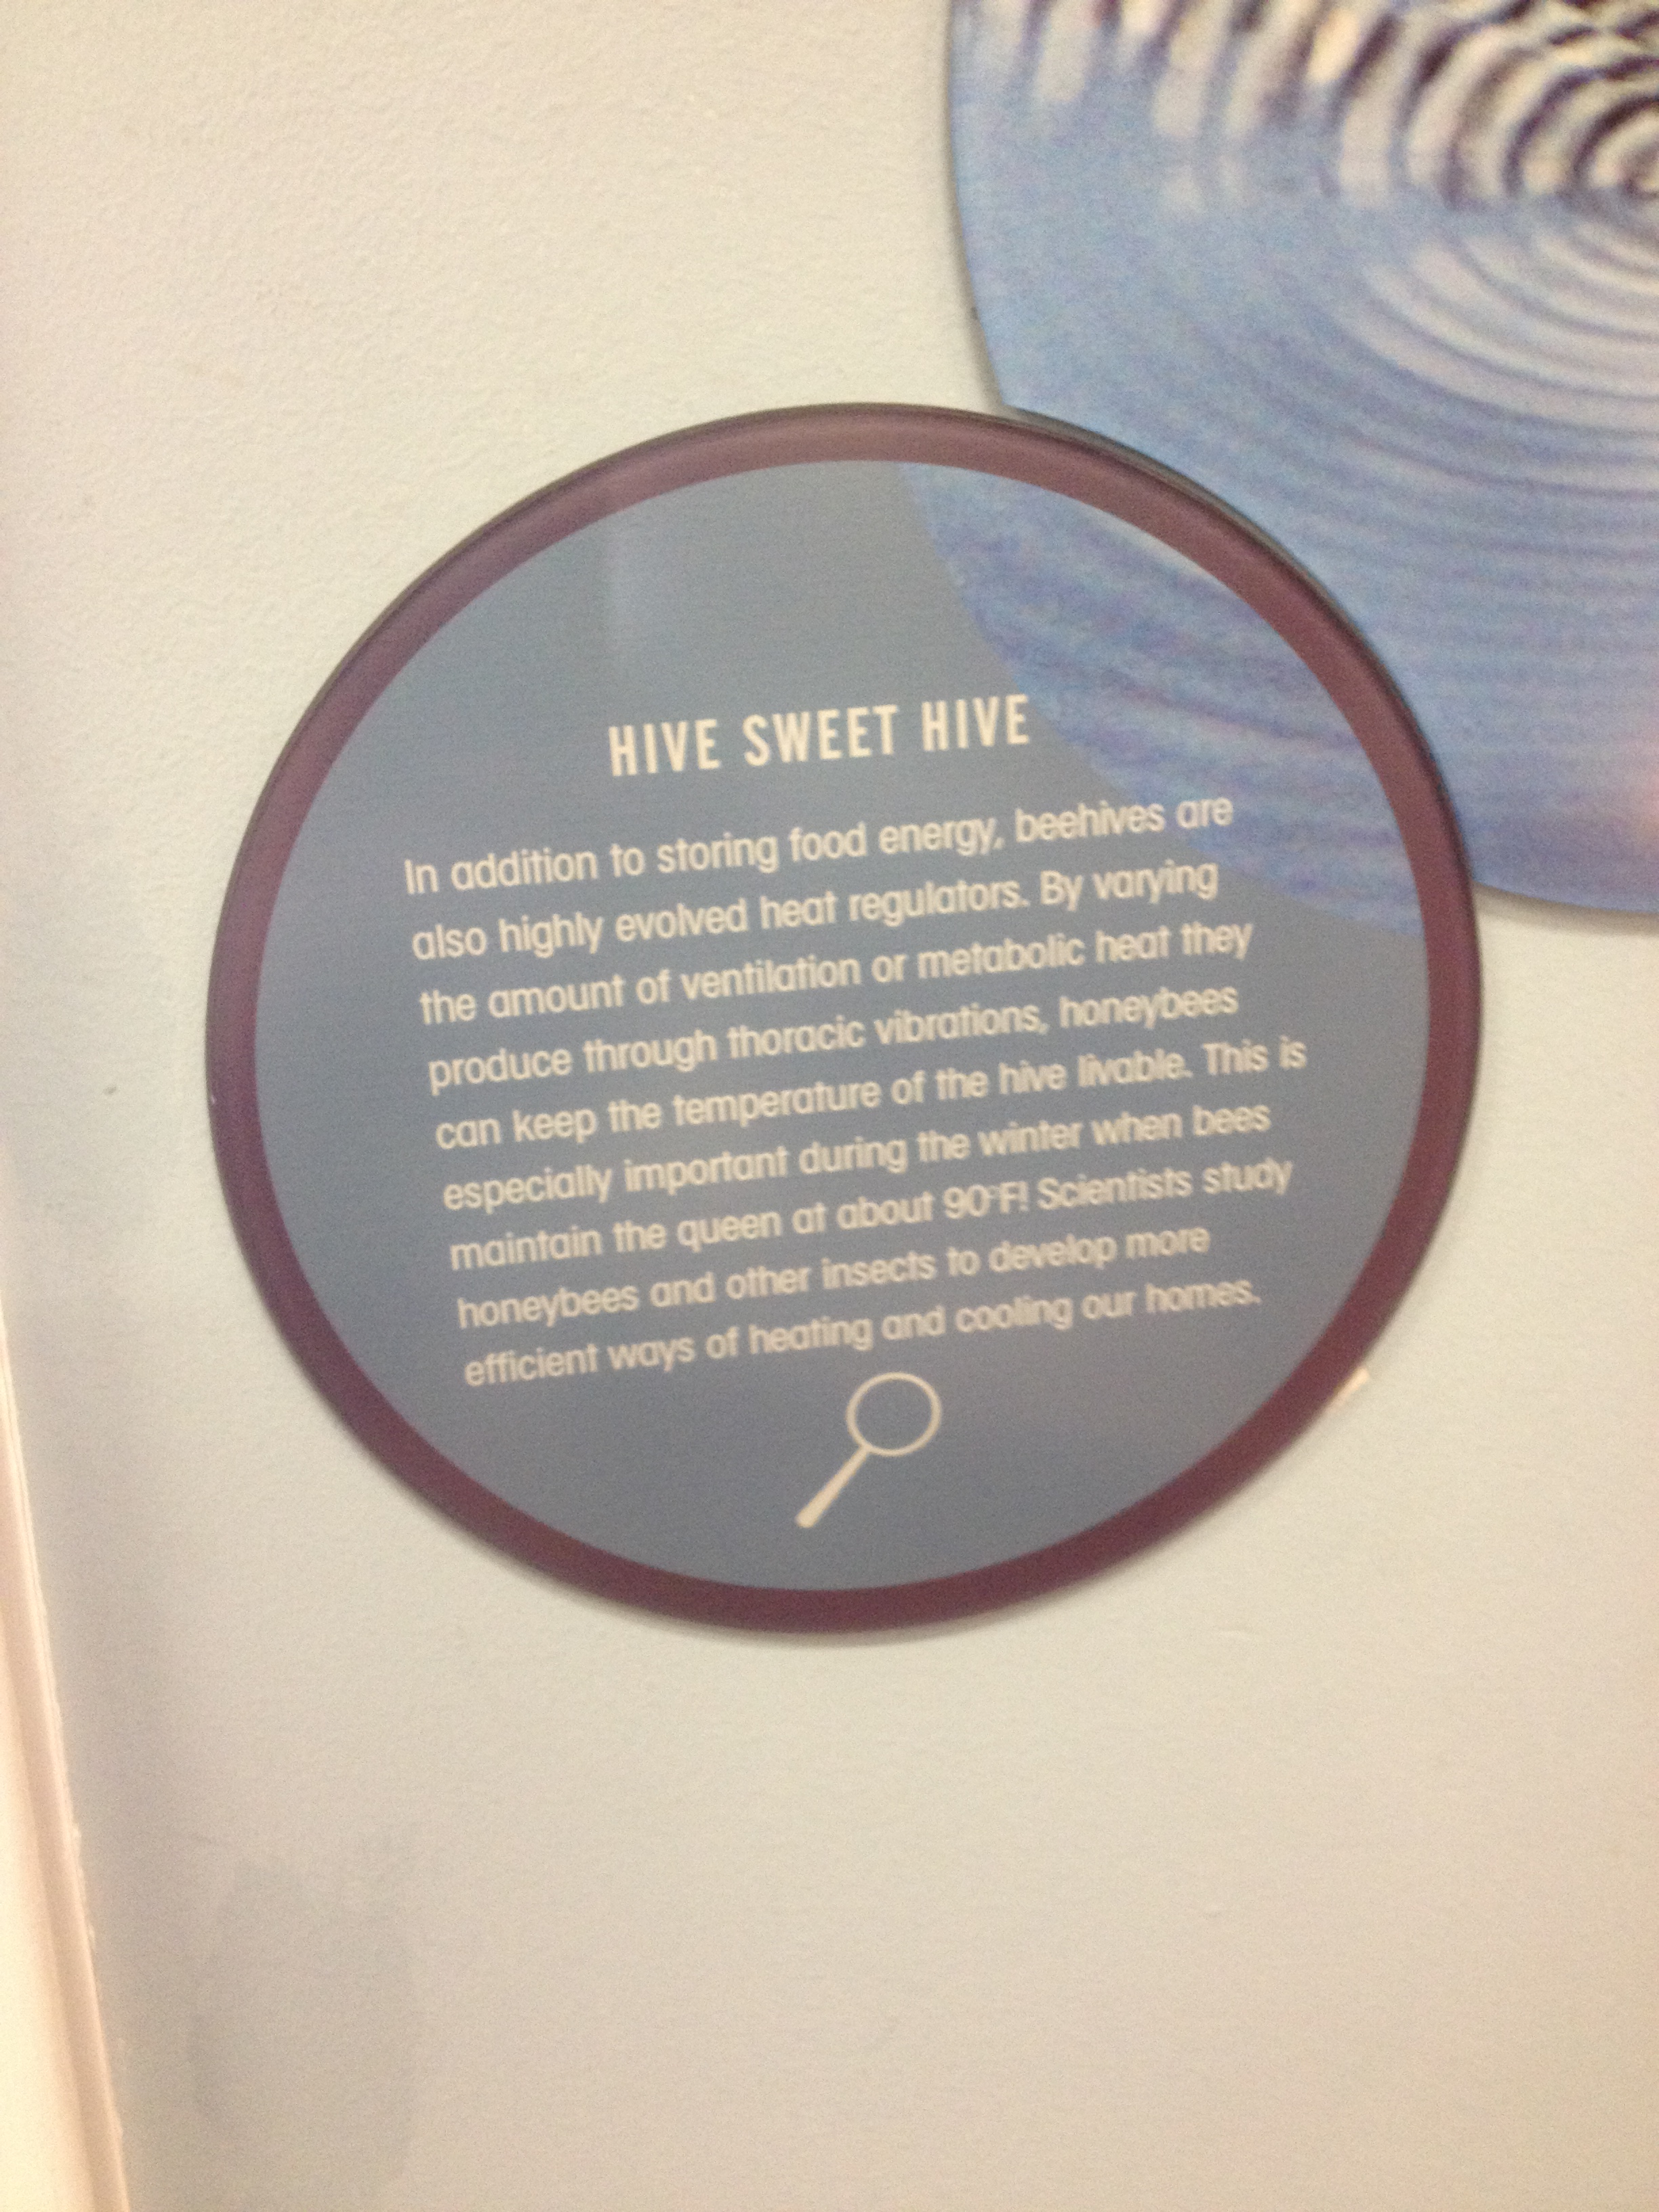 HIVE SWEET HIVE
In addition to storing food energy, beehives are
also highly evolved heat regulators. By varying
the amount of ventilation or metabolic heat they
produce through thoracic vibrations, honeybees
can keep the temperature of the hive livable. This is
especially important during the winter when bees
maintain the queen at about 90°F! Scientists study
honeybees and other insects to develop more
efficient ways of heating and cooling our homes.